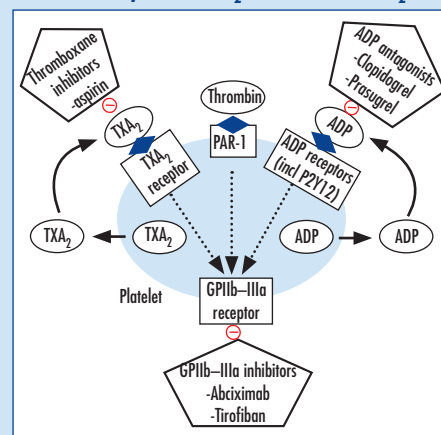 Thromboxane
inhibitors
-aspirin
ADP antagonists
-Clopidogrel
-Prasugrel
Thrombin
TXA2
ADP
PAR-1
TXA2
receptor
ADP receptors
(incl P2Y12)
TXA2
TXA2
ADP
ADP
Platelet
GPIIb–IIIa
receptor
GPIIb–IIIa inhibitors
-Abciximab
-Tirofiban